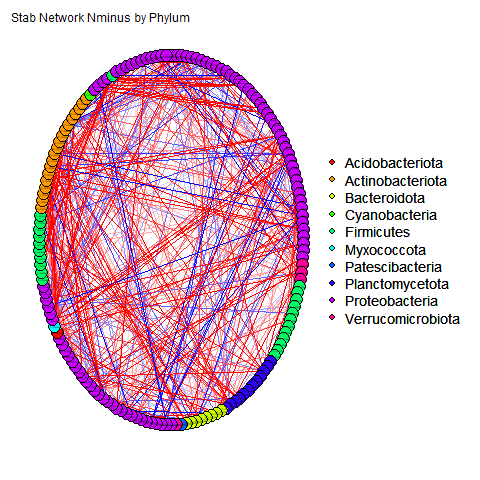 Stab Network Nminus by Phylum
Acidobacteriota
Actinobacteriota
Bacteroidota
Cyanobacteria
Firmicutes
Myxococcota
Patescibacteria
Planctomycetota
Proteobacteria
Verrucomicrobiota